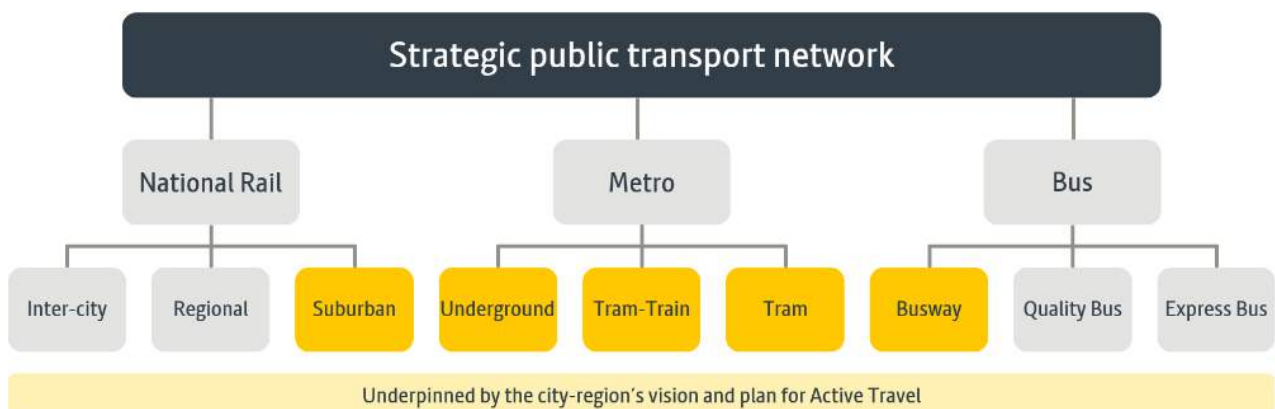 Strategic public transport network
National Rail
Metro
Bus
Inter-city
Regional
Suburban
Underground
Tram-Train
Tram
Busway
Quality Bus
Express Bus
Underpinned by the city-region's vision and plan for Active Travel